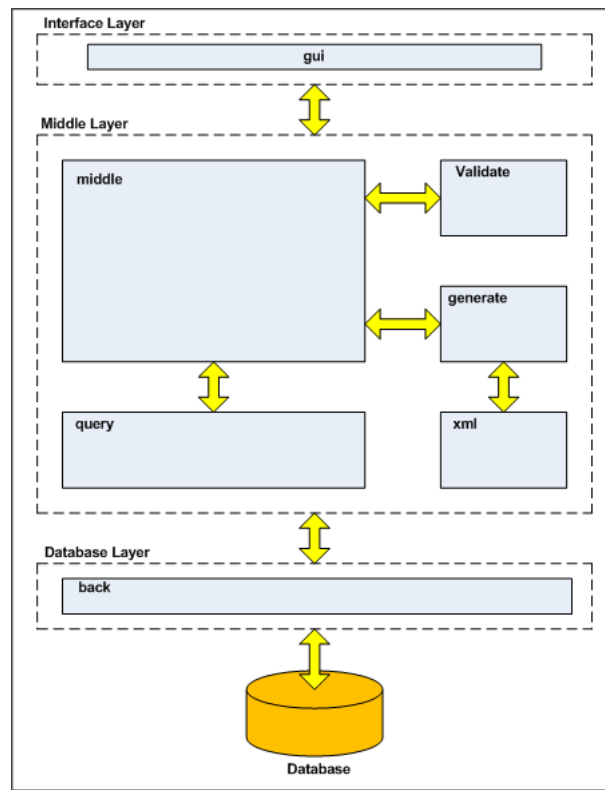 Interface Layer
gui
Middle Layer
middle
Validate
generate
query
xml
Database Layer
back
Database